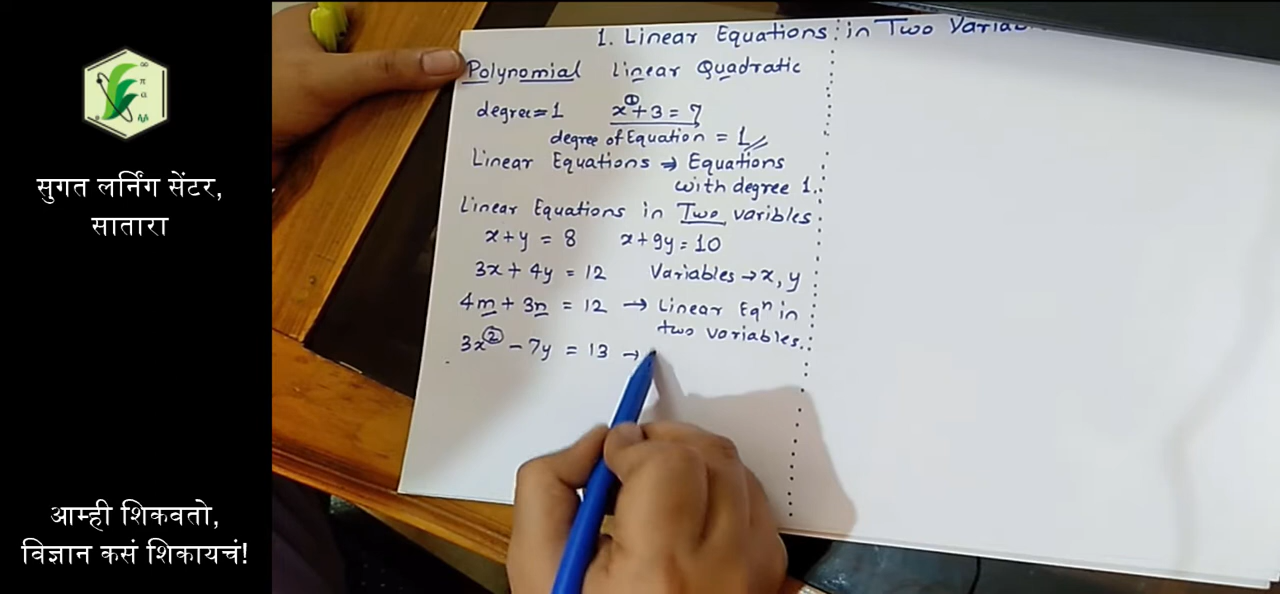 सुगत लर्निंग सेंटर,
सातारा
आम्ही शिकवतो,
विज्ञान कसं शिकायचं!
1. Linear Equations in Two
Polynomial Linear Quadratic
degree = 1 x^1 + 3 = 7
degree of Equation = 1
Linear Equations → Equations
with degree 1.
Linear Equations in Two varibles
x + y = 8 x + 9y = 10
3x + 4y = 12 Variables → x, y
4m + 3n = 12 → Linear Eqⁿ in
two variables.
3x² - 7y = 13 →